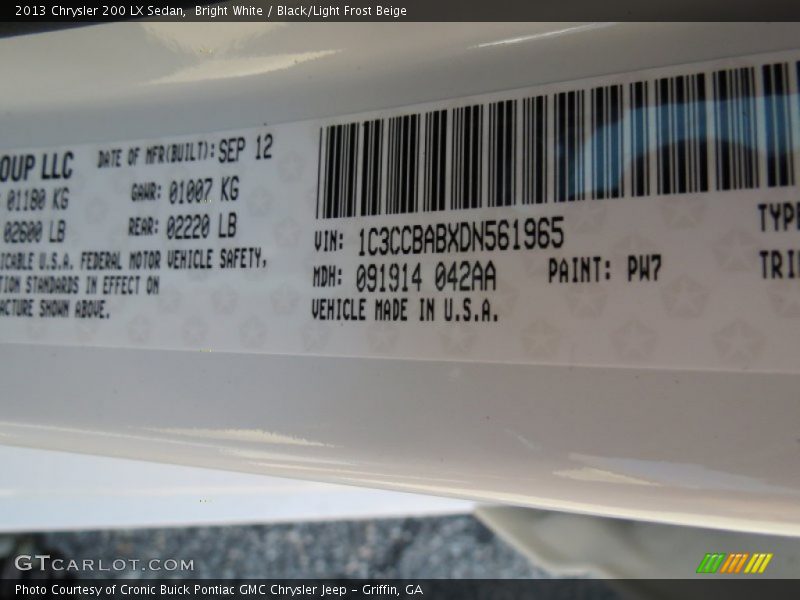 2013 Chrysler 200 LX Sedan, Bright White / Black/Light Frost Beige
OUP LLC DATE OF MFR(BUILT): SEP 12
01180 KG GAWR: 01007 KG
02600 LB REAR: 02220 LB
ICABLE U.S.A. FEDERAL MOTOR VEHICLE SAFETY,
TION STANDARDS IN EFFECT ON
ACTURE SHOWN ABOVE.
VIN: 1C3CCBABXDN561965 TYPE
MDH: 091914 042AA PAINT: PW7 TRI
VEHICLE MADE IN U.S.A.
GTCARLOT.COM
Photo Courtesy of Cronic Buick Pontiac GMC Chrysler Jeep - Griffin, GA